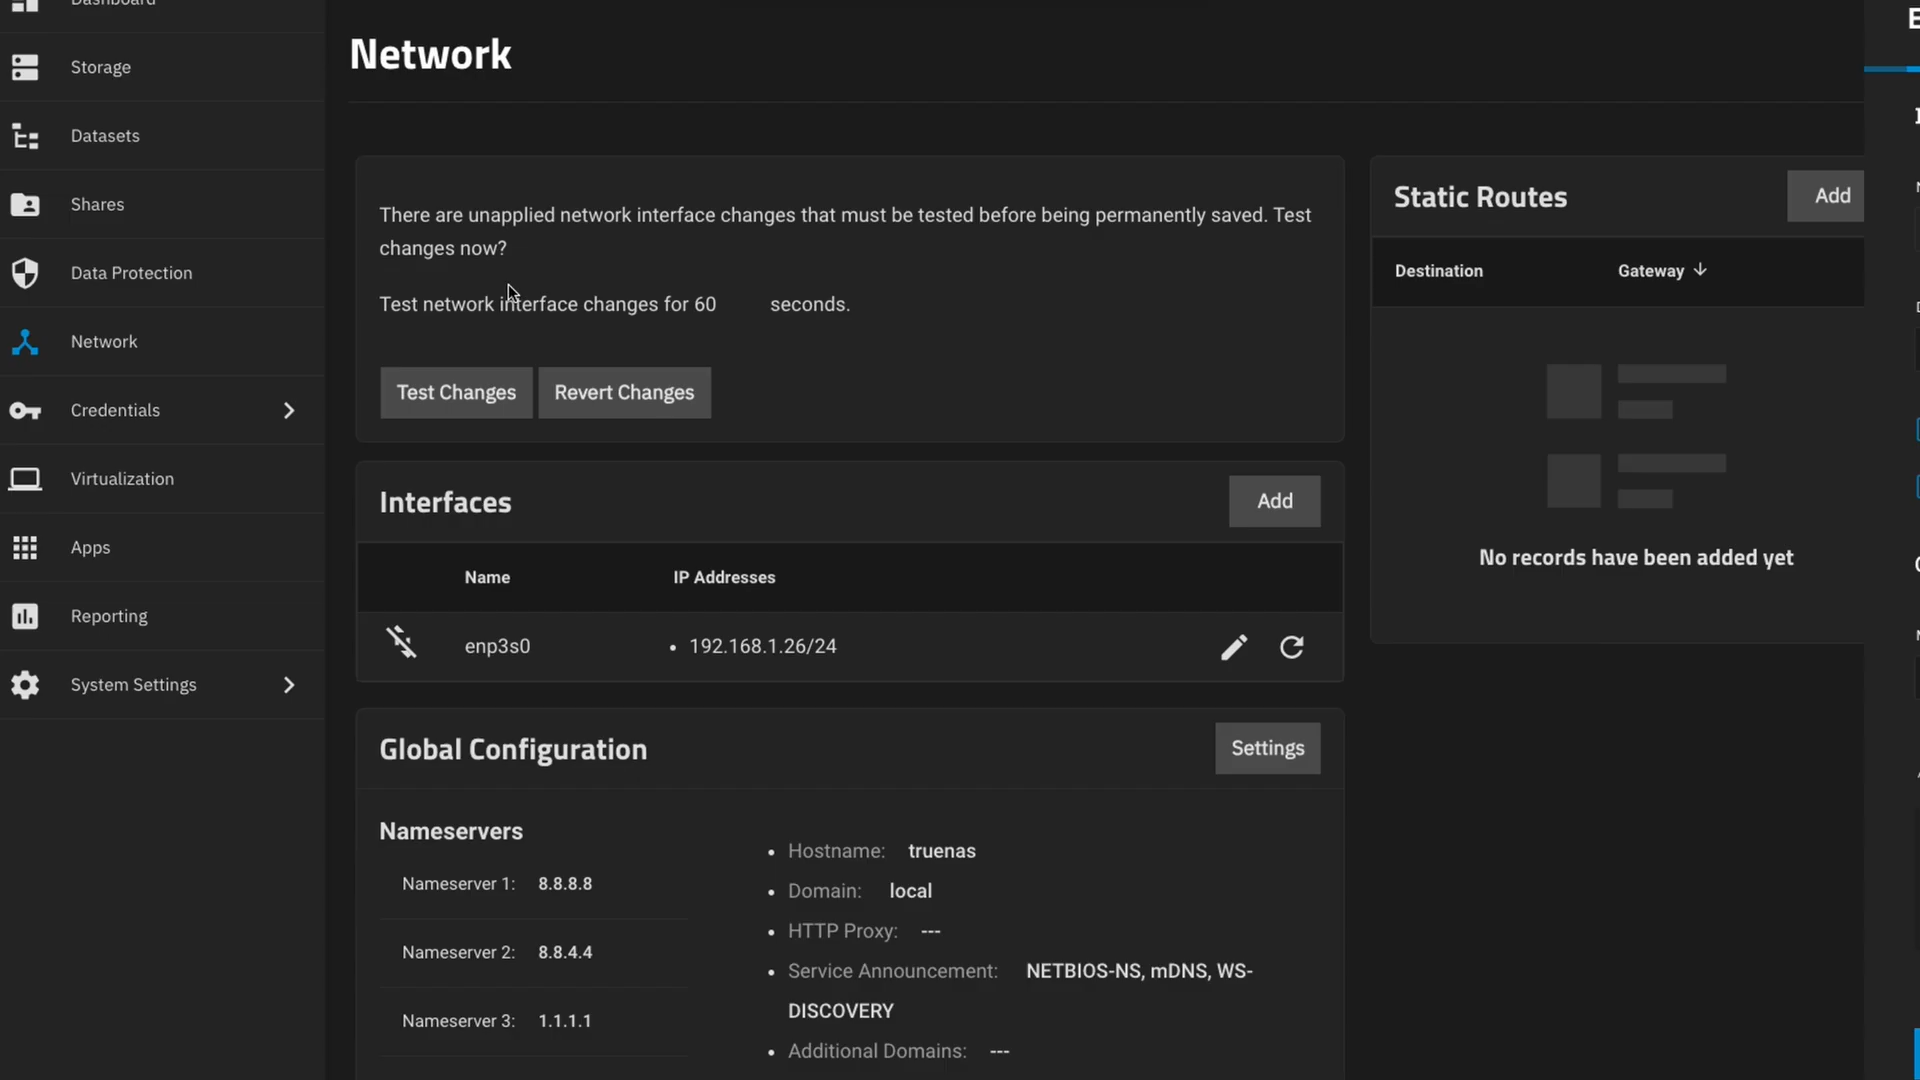 Dashboard
Storage
Datasets
Shares
Data Protection
Network
Credentials
Virtualization
Apps
Reporting
System Settings
Network
There are unapplied network interface changes that must be tested before being permanently saved. Test
changes now?
Test network interface changes for 60 seconds.
Test Changes
Revert Changes
Interfaces
Add
Name
IP Addresses
enp3s0
• 192.168.1.26/24
Global Configuration
Settings
Nameservers
Nameserver 1: 8.8.8.8
Nameserver 2: 8.8.4.4
Nameserver 3: 1.1.1.1
• Hostname: truenas
• Domain: local
• HTTP Proxy: ---
• Service Announcement: NETBIOS-NS, mDNS, WS-
DISCOVERY
• Additional Domains: ---
Static Routes
Add
Destination
Gateway
No records have been added yet